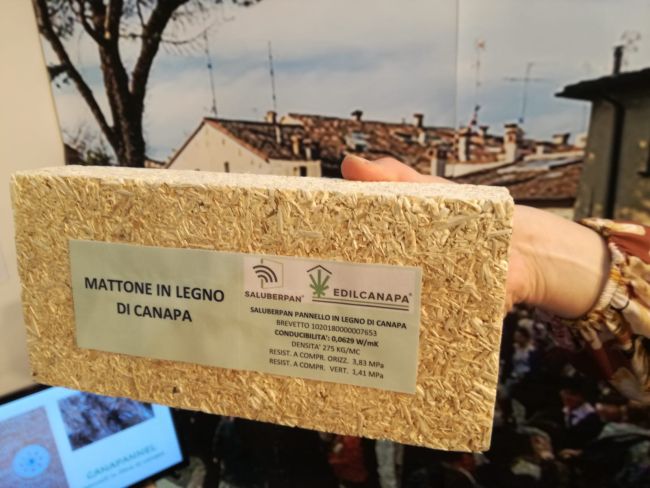 MATTONE IN LEGNO
DI CANAPA
SALUBERPAN®
EDILCANAPA®
SALUBERPAN PANNELLO IN LEGNO DI CANAPA
BREVETTO 1020180000007653
CONDUCIBILITA': 0,0629 W/mK
DENSITA' 275 KG/MC
RESIST. A COMPR. ORIZZ. 3,83 MPa
RESIST. A COMPR. VERT. 1,41 MPa
CANAPANNEL